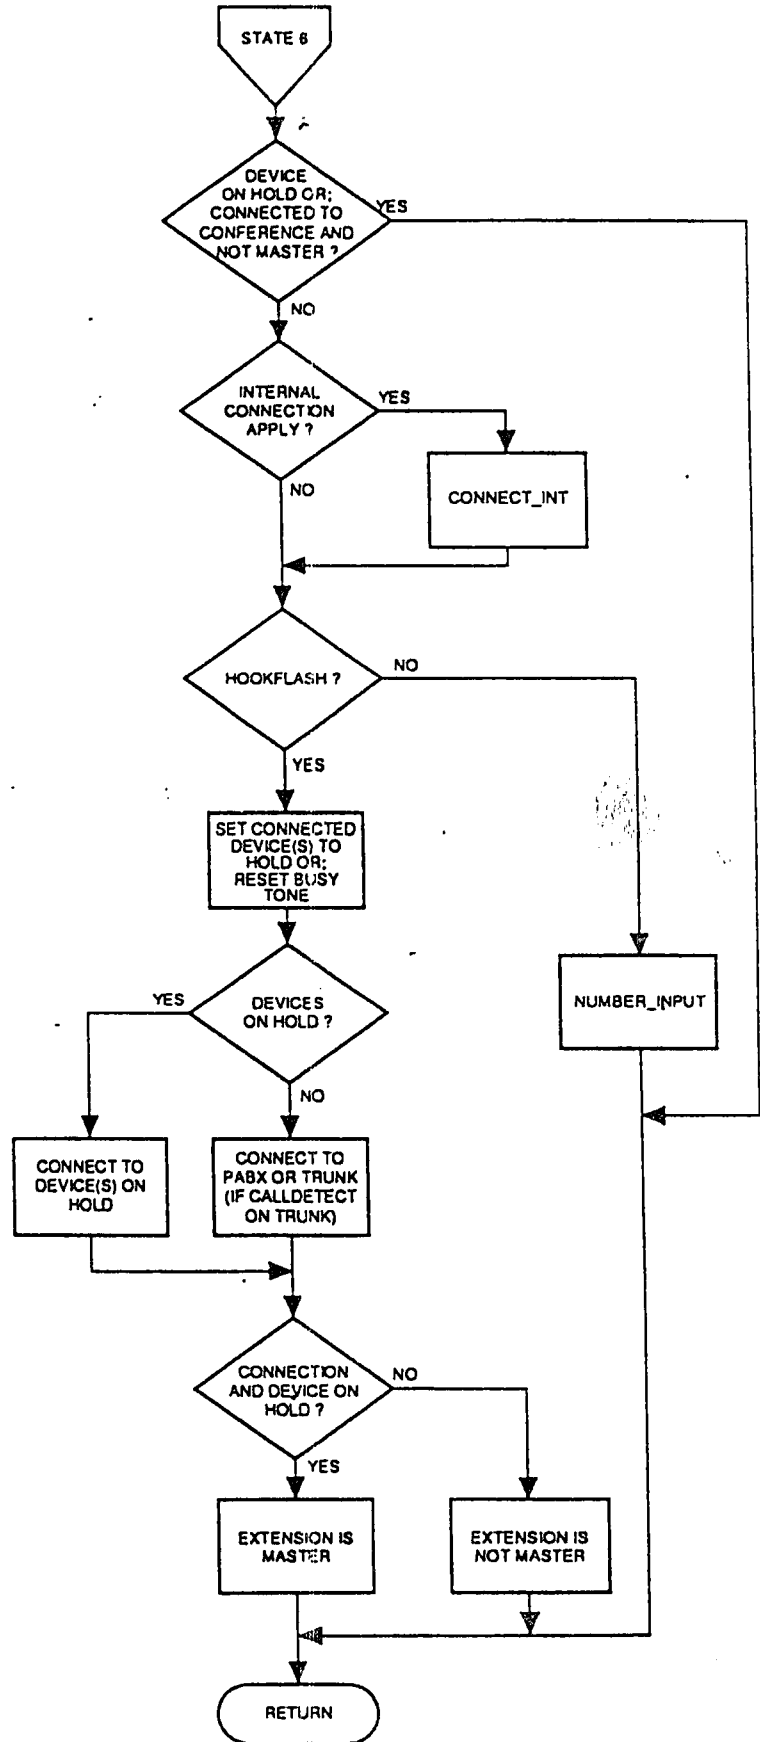 STATE 6
DEVICE
ON HOLD OR;
CONNECTED TO
CONFERENCE AND
NOT MASTER ?
YES
NO
INTERNAL
CONNECTION
APPLY ?
YES
NO
CONNECT_INT
HOOKFLASH ?
NO
YES
SET CONNECTED
DEVICE(S) TO
HOLD OR;
RESET BUSY
TONE
YES
DEVICES
ON HOLD ?
NUMBER_INPUT
NO
CONNECT TO
DEVICE(S) ON
HOLD
CONNECT TO
PABX OR TRUNK
(IF CALLDETECT
ON TRUNK)
CONNECTION
AND DEVICE ON
HOLD ?
NO
YES
EXTENSION IS
MASTER
EXTENSION IS
NOT MASTER
RETURN